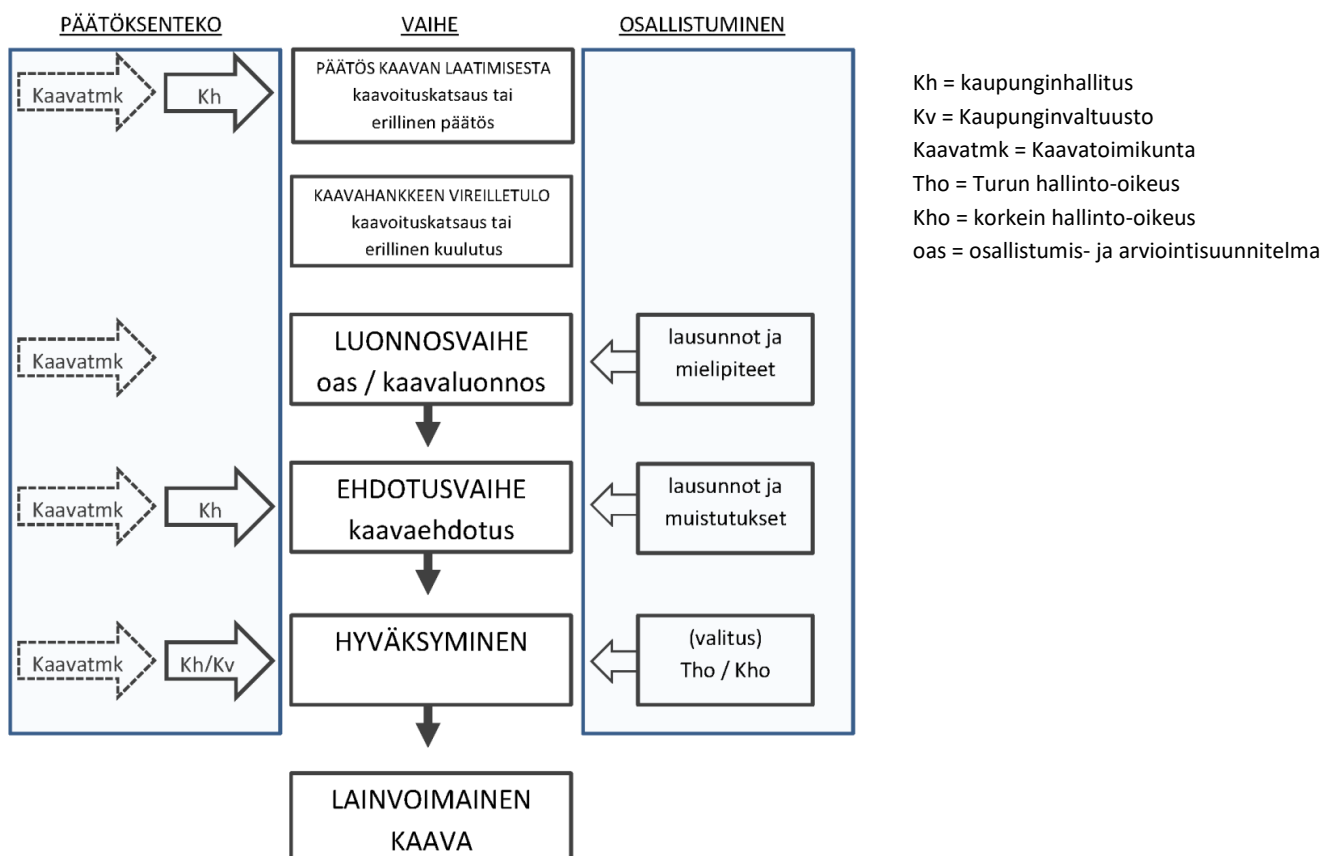 PÄÄTÖKSENTEKO
VAIHE
OSALLISTUMINEN
Kaavatmk
Kh
PÄÄTÖS KAAVAN LAATIMISESTA
kaavoituskatsaus tai
erillinen päätös
KAAVAHANKKEEN VIREILLETULO
kaavoituskatsaus tai
erillinen kuulutus
Kaavatmk
LUONNOSVAIHE
oas / kaavaluonnos
lausunnot ja
mielipiteet
Kaavatmk
Kh
EHDOTUSVAIHE
kaavaehdotus
lausunnot ja
muistutukset
Kaavatmk
Kh/Kv
HYVÄKSYMINEN
(valitus)
Tho / Kho
LAINVOIMAINEN
KAAVA
Kh = kaupunginhallitus
Kv = Kaupunginvaltuusto
Kaavatmk = Kaavatoimikunta
Tho = Turun hallinto-oikeus
Kho = korkein hallinto-oikeus
oas = osallistumis- ja arviointisuunnitelma